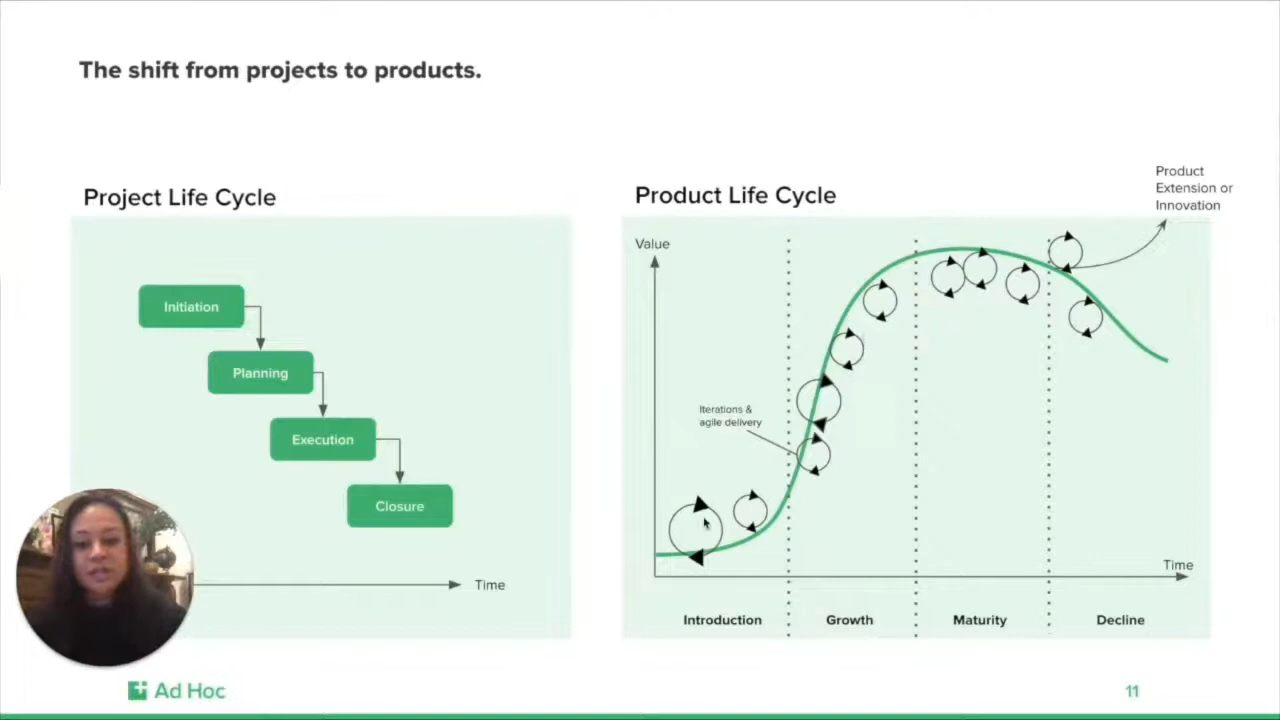 The shift from projects to products.
Project Life Cycle
Initiation
Planning
Execution
Closure
Time
Product Life Cycle
Product
Extension or
Innovation
Value
Iterations &
agile delivery
Time
Introduction
Growth
Maturity
Decline
Ad Hoc
11